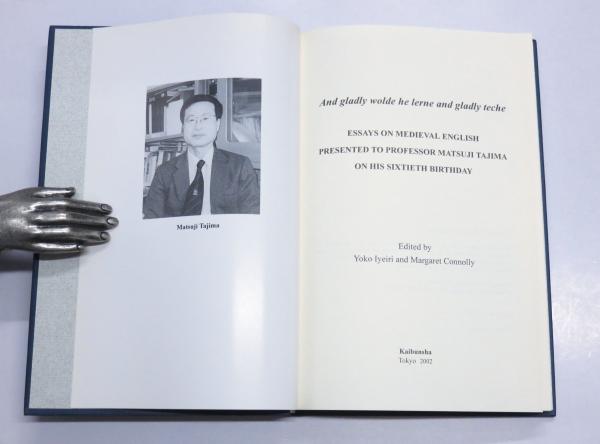 Matsuji Tajima
And gladly wolde he lerne and gladly teche
ESSAYS ON MEDIEVAL ENGLISH
PRESENTED TO PROFESSOR MATSUJI TAJIMA
ON HIS SIXTIETH BIRTHDAY
Edited by
Yoko Iyeiri and Margaret Connolly
Kaibunsha
Tokyo 2002